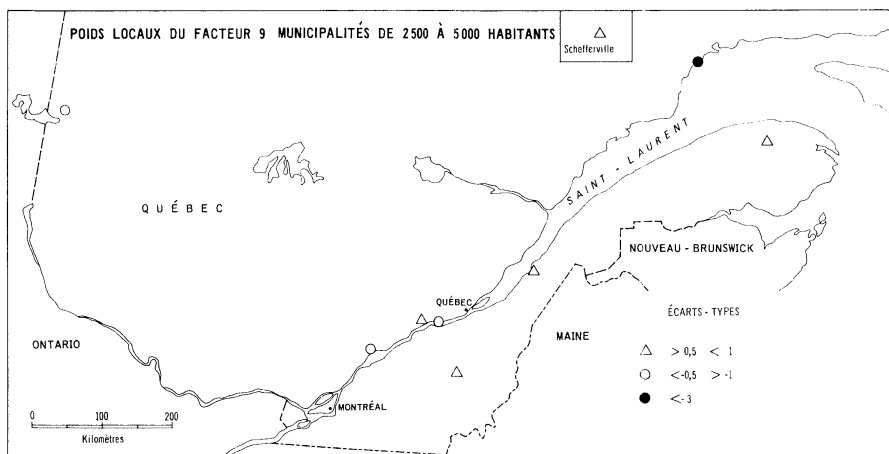 POIDS LOCAUX DU FACTEUR 9 MUNICIPALITÉS DE 2500 À 5000 HABITANTS
Schefferville
SAINT - LAURENT
QUÉBEC
NOUVEAU - BRUNSWICK
QUÉBEC
ÉCARTS - TYPES
MAINE
ONTARIO
> 0,5 < 1
<-0,5 >-1
<-3
MONTRÉAL
0 100 200
Kilomètres